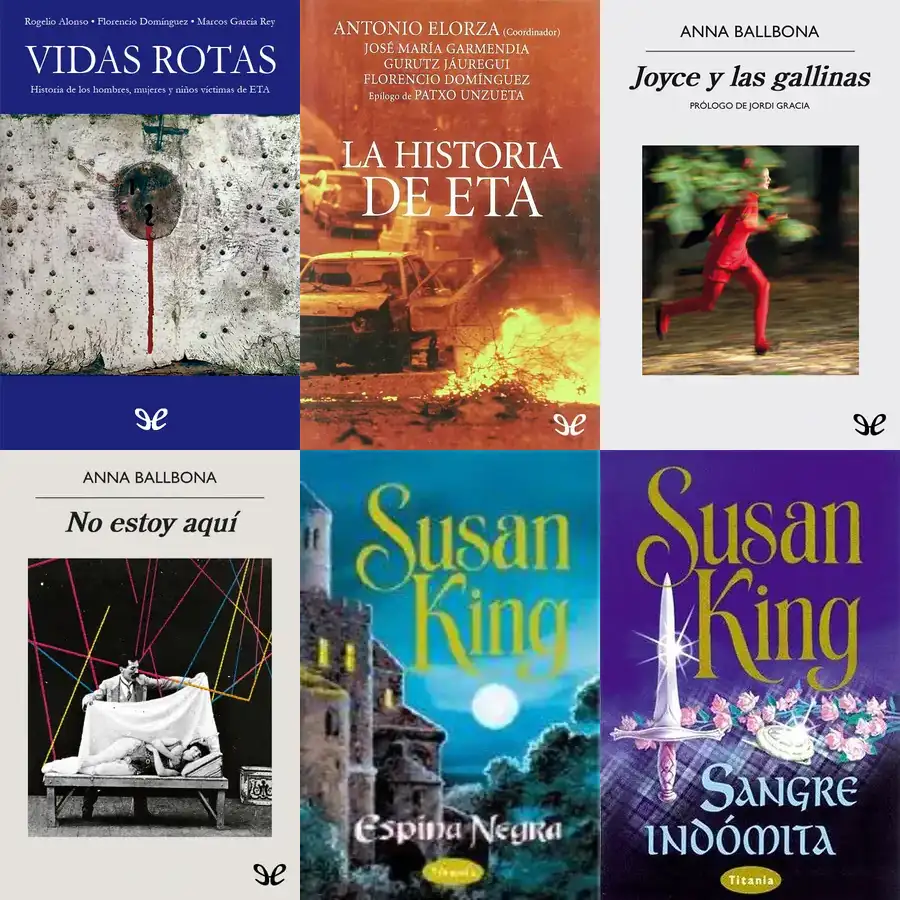 Rogelio Alonso • Florencio Domínguez • Marcos García Rey
VIDAS ROTAS
Historia de los hombres, mujeres y niños víctimas de ETA
ANTONIO ELORZA (Coordinador)
JOSÉ MARÍA GARMENDIA
GURUTZ JÁUREGUI
FLORENCIO DOMÍNGUEZ
Epílogo de PATXO UNZUETA
LA HISTORIA
DE ETA
ANNA BALLBONA
Joyce y las gallinas
PRÓLOGO DE JORDI GRACIA
ANNA BALLBONA
No estoy aquí
Susan
King
Espina Negra
Titania
Susan
King
SANGRE
INDÓMITA
Titania